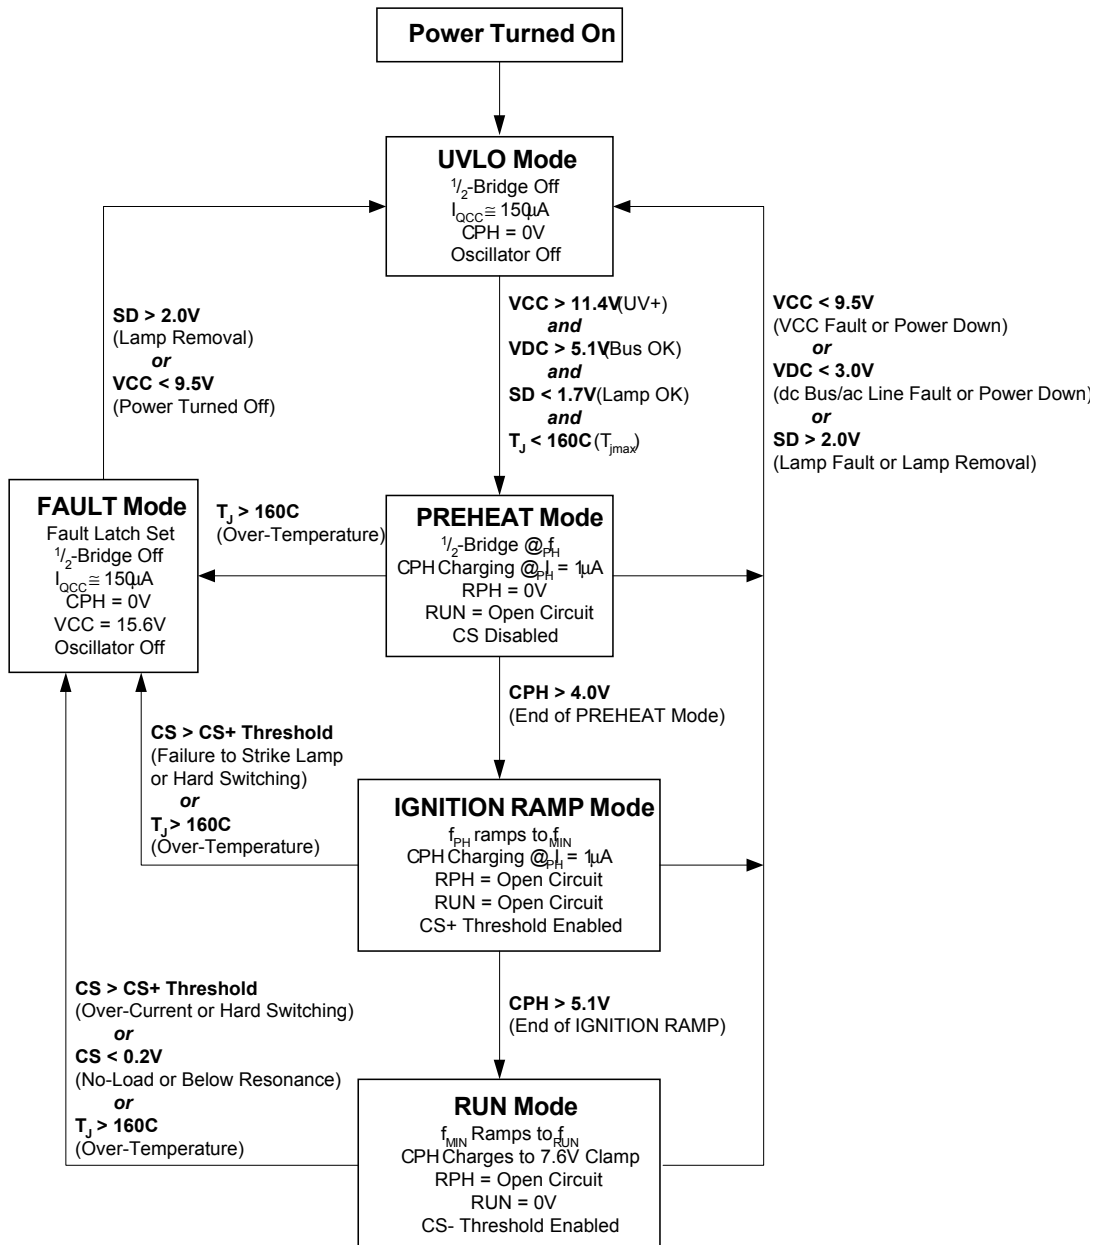 Power Turned On
UVLO Mode
1/2-Bridge Off
IQCC ≅ 150µA
CPH = 0V
Oscillator Off
SD > 2.0V
(Lamp Removal)
or
VCC < 9.5V
(Power Turned Off)
VCC > 11.4V (UV+)
and
VDC > 5.1V (Bus OK)
and
SD < 1.7V (Lamp OK)
and
TJ < 160C (Tjmax)
VCC < 9.5V
(VCC Fault or Power Down)
or
VDC < 3.0V
(dc Bus/ac Line Fault or Power Down)
or
SD > 2.0V
(Lamp Fault or Lamp Removal)
FAULT Mode
Fault Latch Set
1/2-Bridge Off
IQCC ≅ 150µA
CPH = 0V
VCC = 15.6V
Oscillator Off
TJ > 160C
(Over-Temperature)
PREHEAT Mode
1/2-Bridge @ fPH
CPH Charging @ IPH = 1µA
RPH = 0V
RUN = Open Circuit
CS Disabled
CPH > 4.0V
(End of PREHEAT Mode)
CS > CS+ Threshold
(Failure to Strike Lamp
or Hard Switching)
or
TJ > 160C
(Over-Temperature)
IGNITION RAMP Mode
fPH ramps to fMIN
CPH Charging @ IPH = 1µA
RPH = Open Circuit
RUN = Open Circuit
CS+ Threshold Enabled
CS > CS+ Threshold
(Over-Current or Hard Switching)
or
CS < 0.2V
(No-Load or Below Resonance)
or
TJ > 160C
(Over-Temperature)
CPH > 5.1V
(End of IGNITION RAMP)
RUN Mode
fMIN Ramps to fRUN
CPH Charges to 7.6V Clamp
RPH = Open Circuit
RUN = 0V
CS- Threshold Enabled